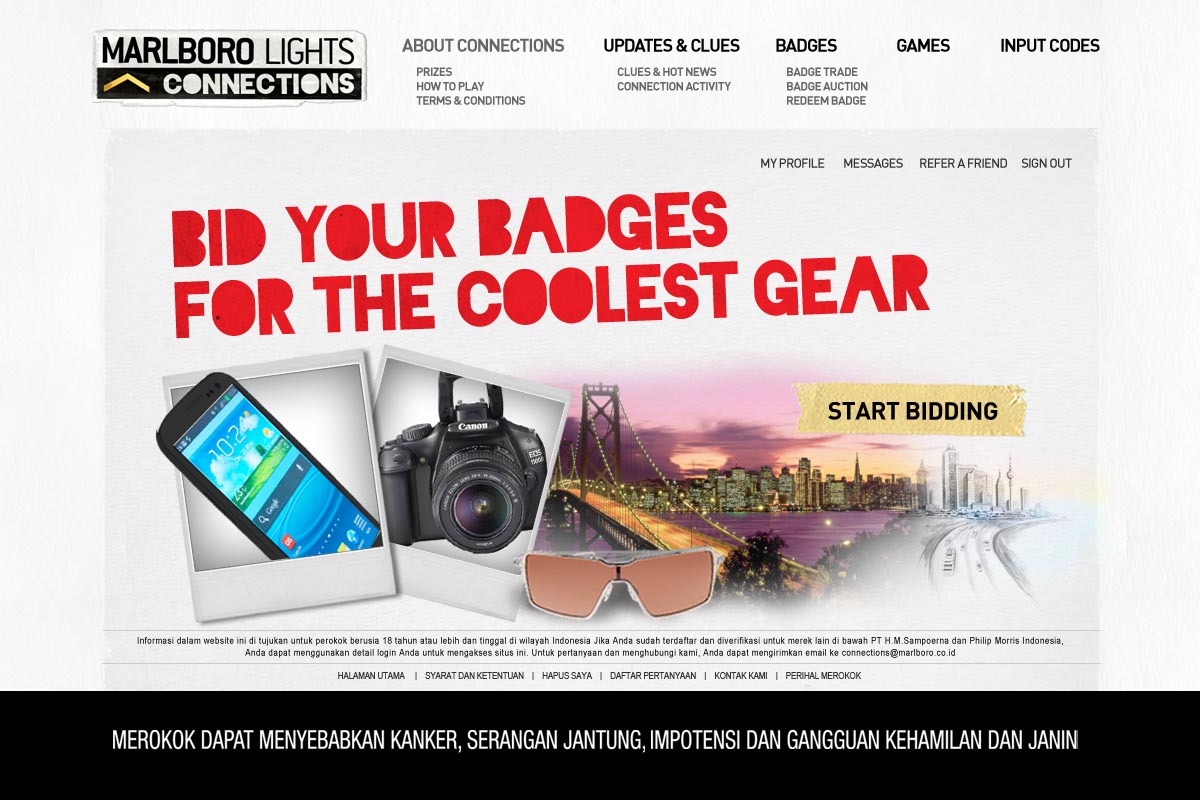 MARLBORO LIGHTS
CONNECTIONS
ABOUT CONNECTIONS
PRIZES
HOW TO PLAY
TERMS & CONDITIONS
UPDATES & CLUES
CLUES & HOT NEWS
CONNECTION ACTIVITY
BADGES
BADGE TRADE
BADGE AUCTION
REDEEM BADGE
GAMES
INPUT CODES
MY PROFILE MESSAGES REFER A FRIEND SIGN OUT
BID YOUR BADGES
FOR THE COOLEST GEAR
10:24
23°
Google
Canon
EOS
1100D
START BIDDING
Informasi dalam website ini di tujukan untuk perokok berusia 18 tahun atau lebih dan tinggal di wilayah Indonesia Jika Anda sudah terdaftar dan diverifikasi untuk merek lain di bawah PT H.M.Sampoerna dan Philip Morris Indonesia,
Anda dapat menggunakan detail login Anda untuk mengakses situs ini. Untuk pertanyaan dan menghubungi kami, Anda dapat mengirimkan email ke connections@marlboro.co.id
HALAMAN UTAMA | SYARAT DAN KETENTUAN | HAPUS SAYA | DAFTAR PERTANYAAN | KONTAK KAMI | PERIHAL MEROKOK
MEROKOK DAPAT MENYEBABKAN KANKER, SERANGAN JANTUNG, IMPOTENSI DAN GANGGUAN KEHAMILAN DAN JANIN